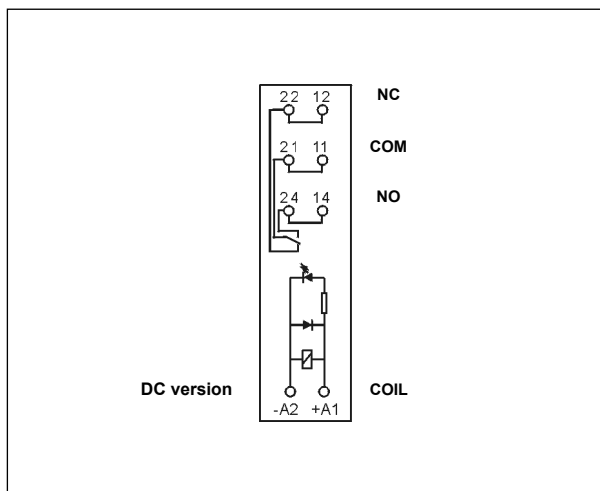 22 12 NC
21 11 COM
24 14 NO
DC version COIL
-A2 +A1